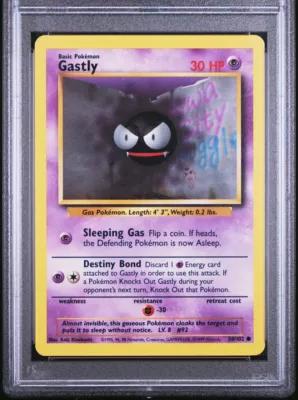 Basic Pokémon
Gastly
30 HP
Gas Pokémon. Length: 4' 3", Weight: 0.2 lbs.
Sleeping Gas Flip a coin. If heads,
the Defending Pokémon is now Asleep.
Destiny Bond Discard 1 Energy card
attached to Gastly in order to use this attack. If
a Pokémon Knocks Out Gastly during your
opponent's next turn, Knock Out that Pokémon.
weakness resistance retreat cost
-30
Almost invisible, this gaseous Pokémon cloaks the target and
puts it to sleep without notice. LV. 8 #92
50/102